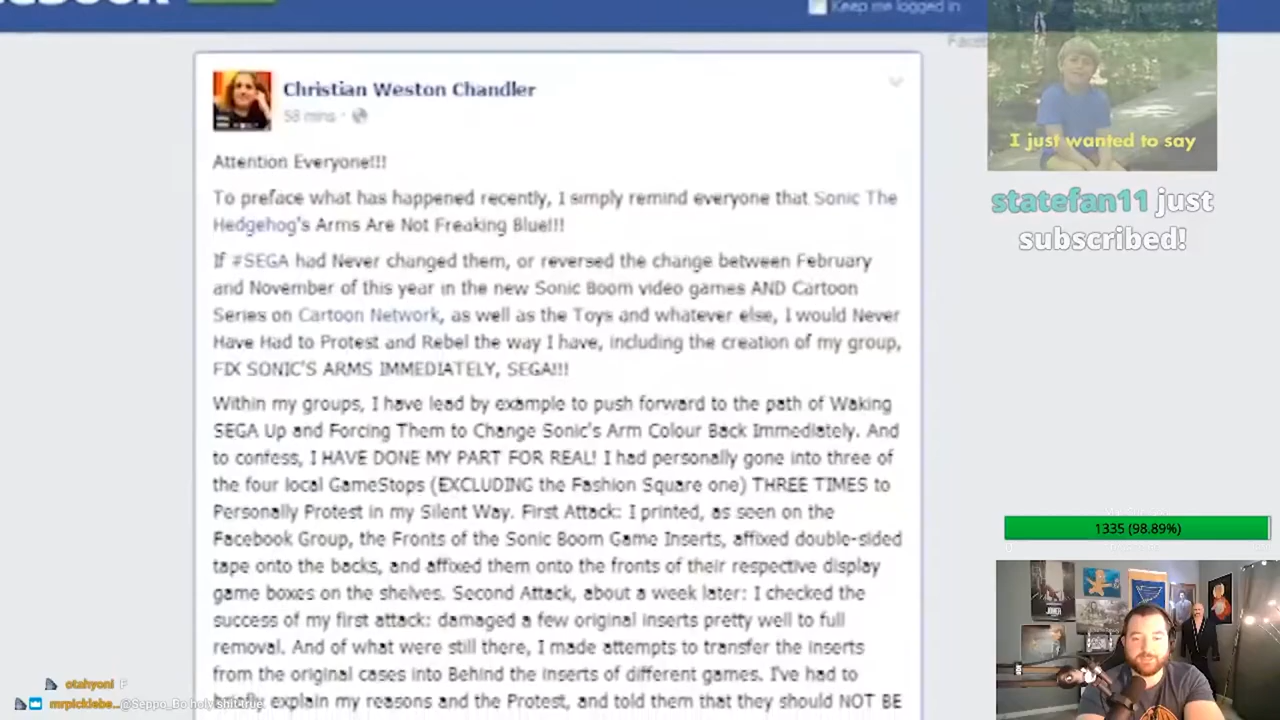 Keep me logged in
Christian Weston Chandler
58 mins ·
Attention Everyone!!!
To preface what has happened recently, I simply remind everyone that Sonic The
Hedgehog's Arms Are Not Freaking Blue!!!
If #SEGA had Never changed them, or reversed the change between February
and November of this year in the new Sonic Boom video games AND Cartoon
Series on Cartoon Network, as well as the Toys and whatever else, I would Never
Have Had to Protest and Rebel the way I have, including the creation of my group,
FIX SONIC'S ARMS IMMEDIATELY, SEGA!!!
Within my groups, I have lead by example to push forward to the path of Waking
SEGA Up and Forcing Them to Change Sonic's Arm Colour Back Immediately. And
to confess, I HAVE DONE MY PART FOR REAL! I had personally gone into three of
the four local GameStops (EXCLUDING the Fashion Square one) THREE TIMES to
Personally Protest in my Silent Way. First Attack: I printed, as seen on the
Facebook Group, the Fronts of the Sonic Boom Game Inserts, affixed double-sided
tape onto the backs, and affixed them onto the fronts of their respective display
game boxes on the shelves. Second Attack, about a week later: I checked the
success of my first attack: damaged a few original inserts pretty well to full
removal. And of what were still there, I made attempts to transfer the inserts
from the original cases into Behind the inserts of different games. I've had to
briefly explain my reasons and the Protest, and told them that they should NOT BE
I just wanted to say
statefan11 just
subscribed!
1335 (98.89%)
0
otahyoni F
mrpicklebe… @Seppo_Bo holy shit true